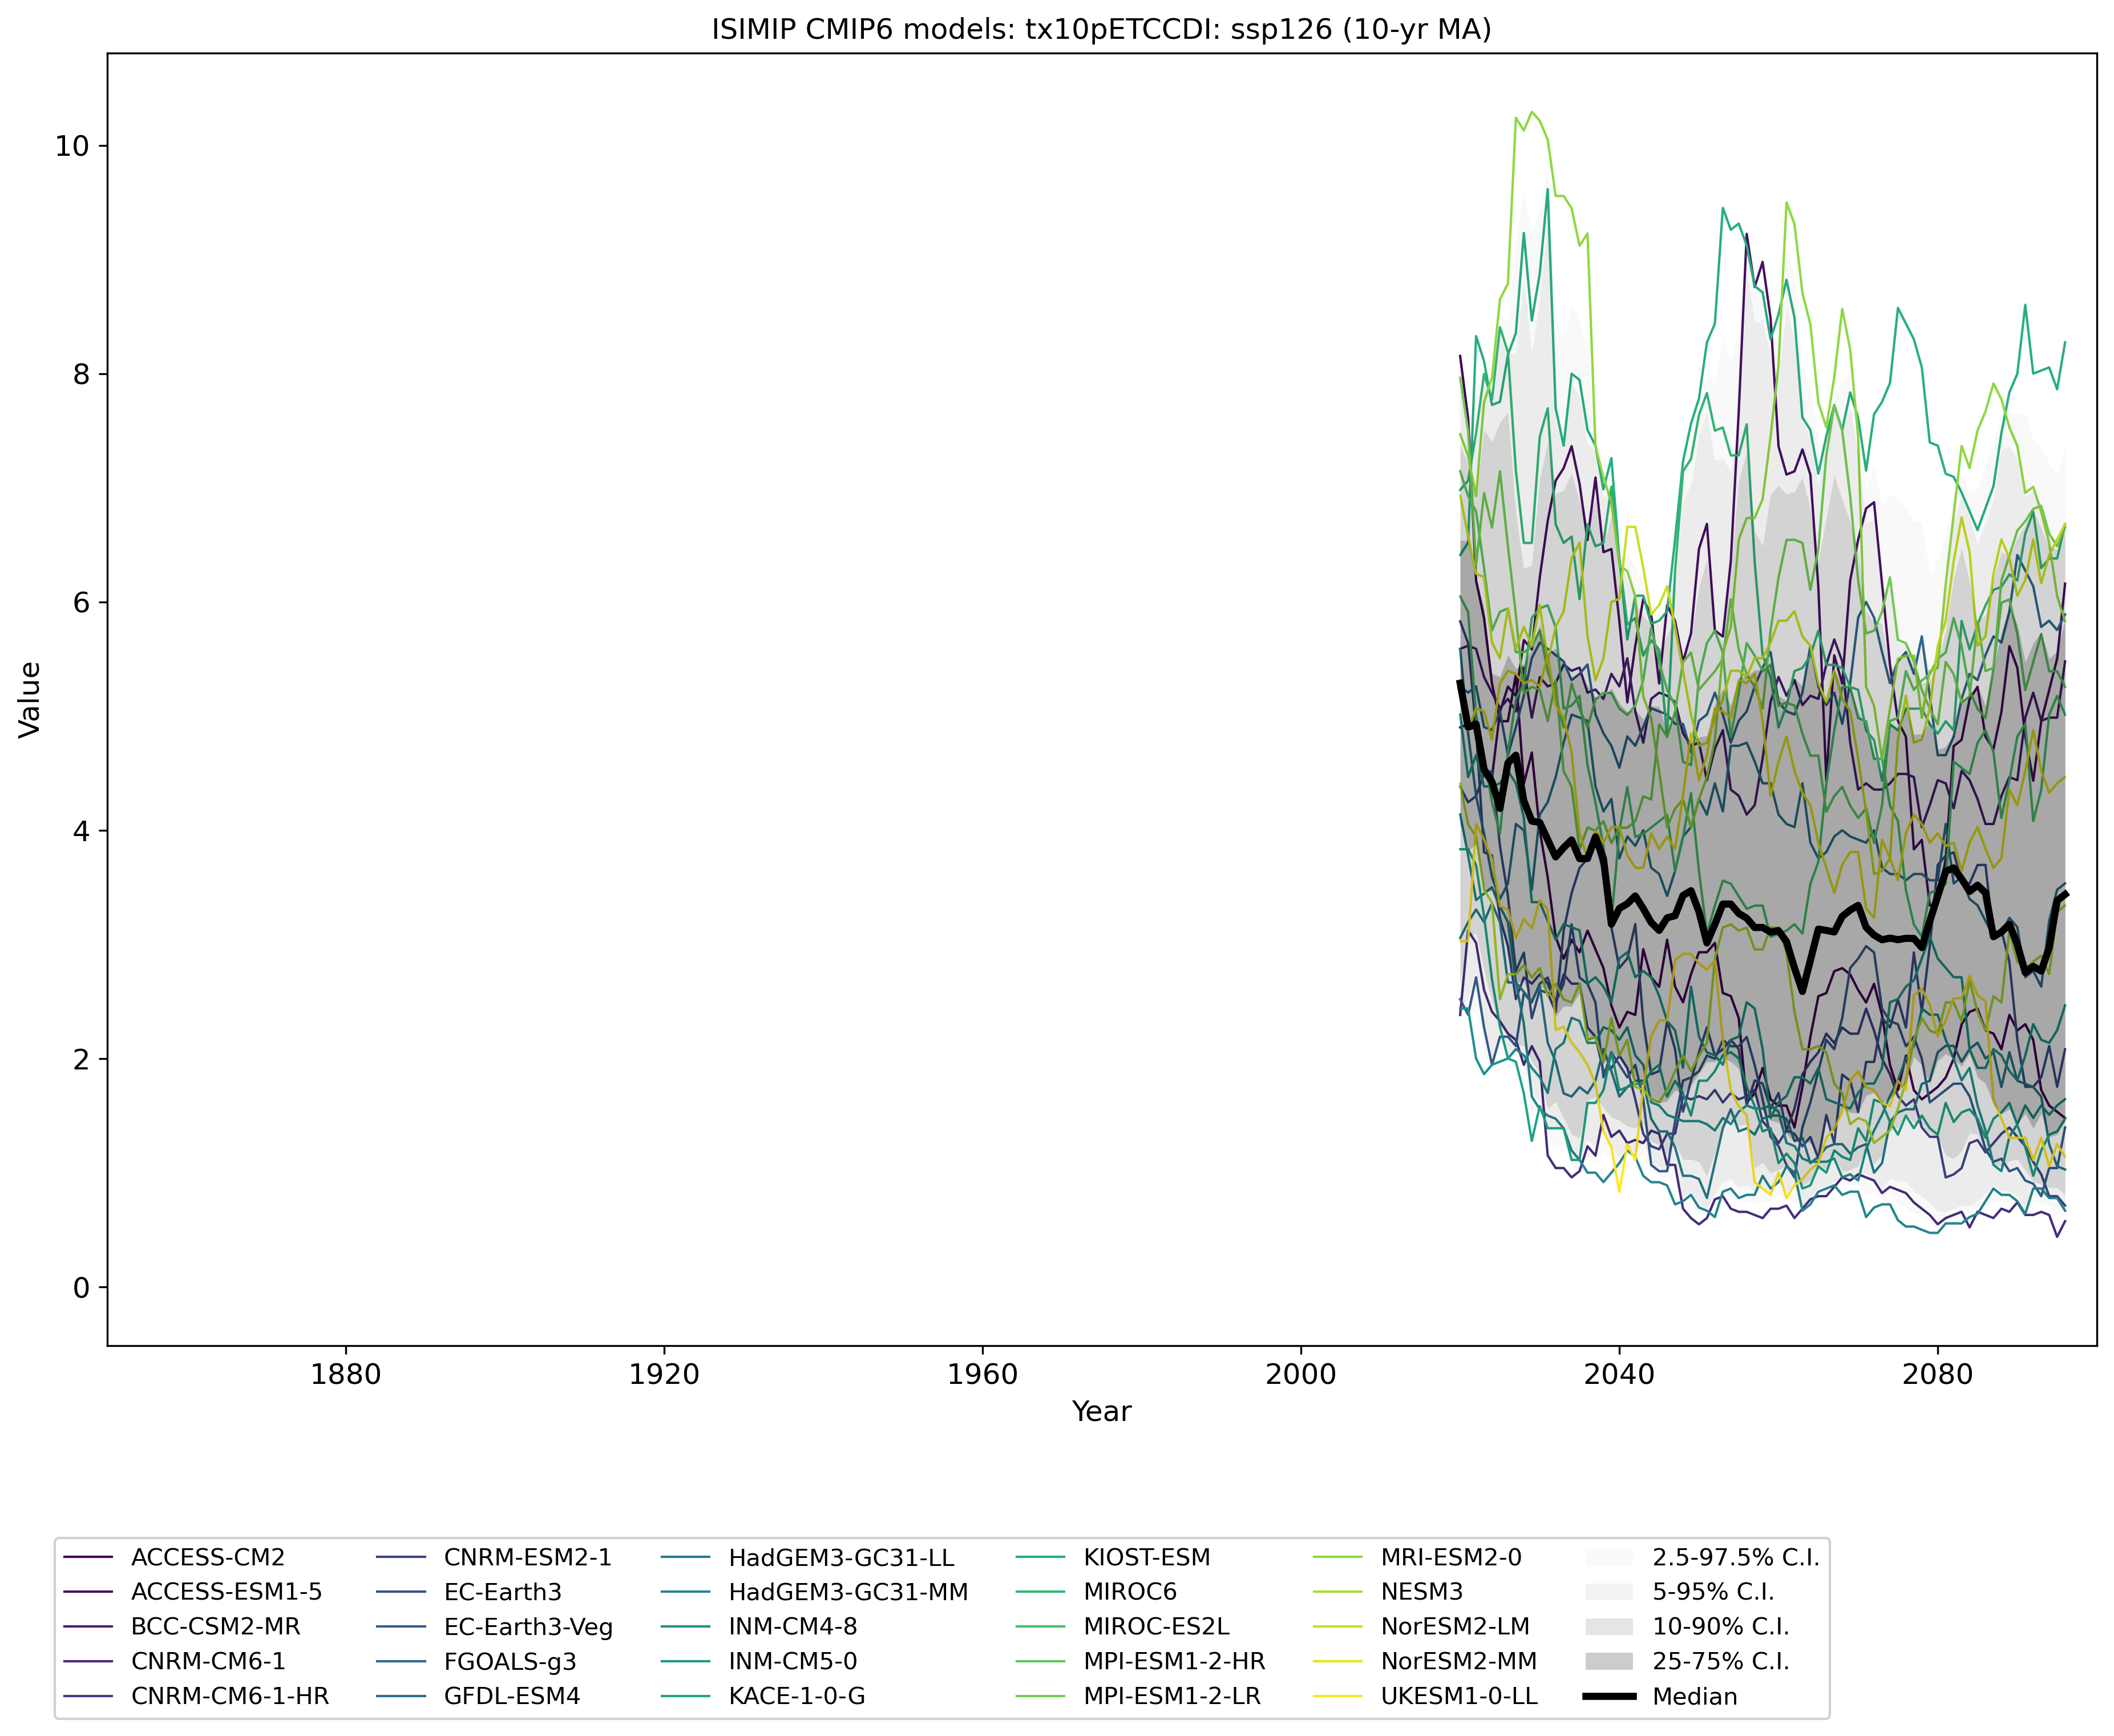 ISIMIP CMIP6 models: tx10pETCCDI: ssp126 (10-yr MA)
10
8
6
4
2
0
Value
1880 1920 1960 2000 2040 2080
Year
ACCESS-CM2 CNRM-ESM2-1 HadGEM3-GC31-LL KIOST-ESM MRI-ESM2-0 2.5-97.5% C.I.
ACCESS-ESM1-5 EC-Earth3 HadGEM3-GC31-MM MIROC6 NESM3 5-95% C.I.
BCC-CSM2-MR EC-Earth3-Veg INM-CM4-8 MIROC-ES2L NorESM2-LM 10-90% C.I.
CNRM-CM6-1 FGOALS-g3 INM-CM5-0 MPI-ESM1-2-HR NorESM2-MM 25-75% C.I.
CNRM-CM6-1-HR GFDL-ESM4 KACE-1-0-G MPI-ESM1-2-LR UKESM1-0-LL Median